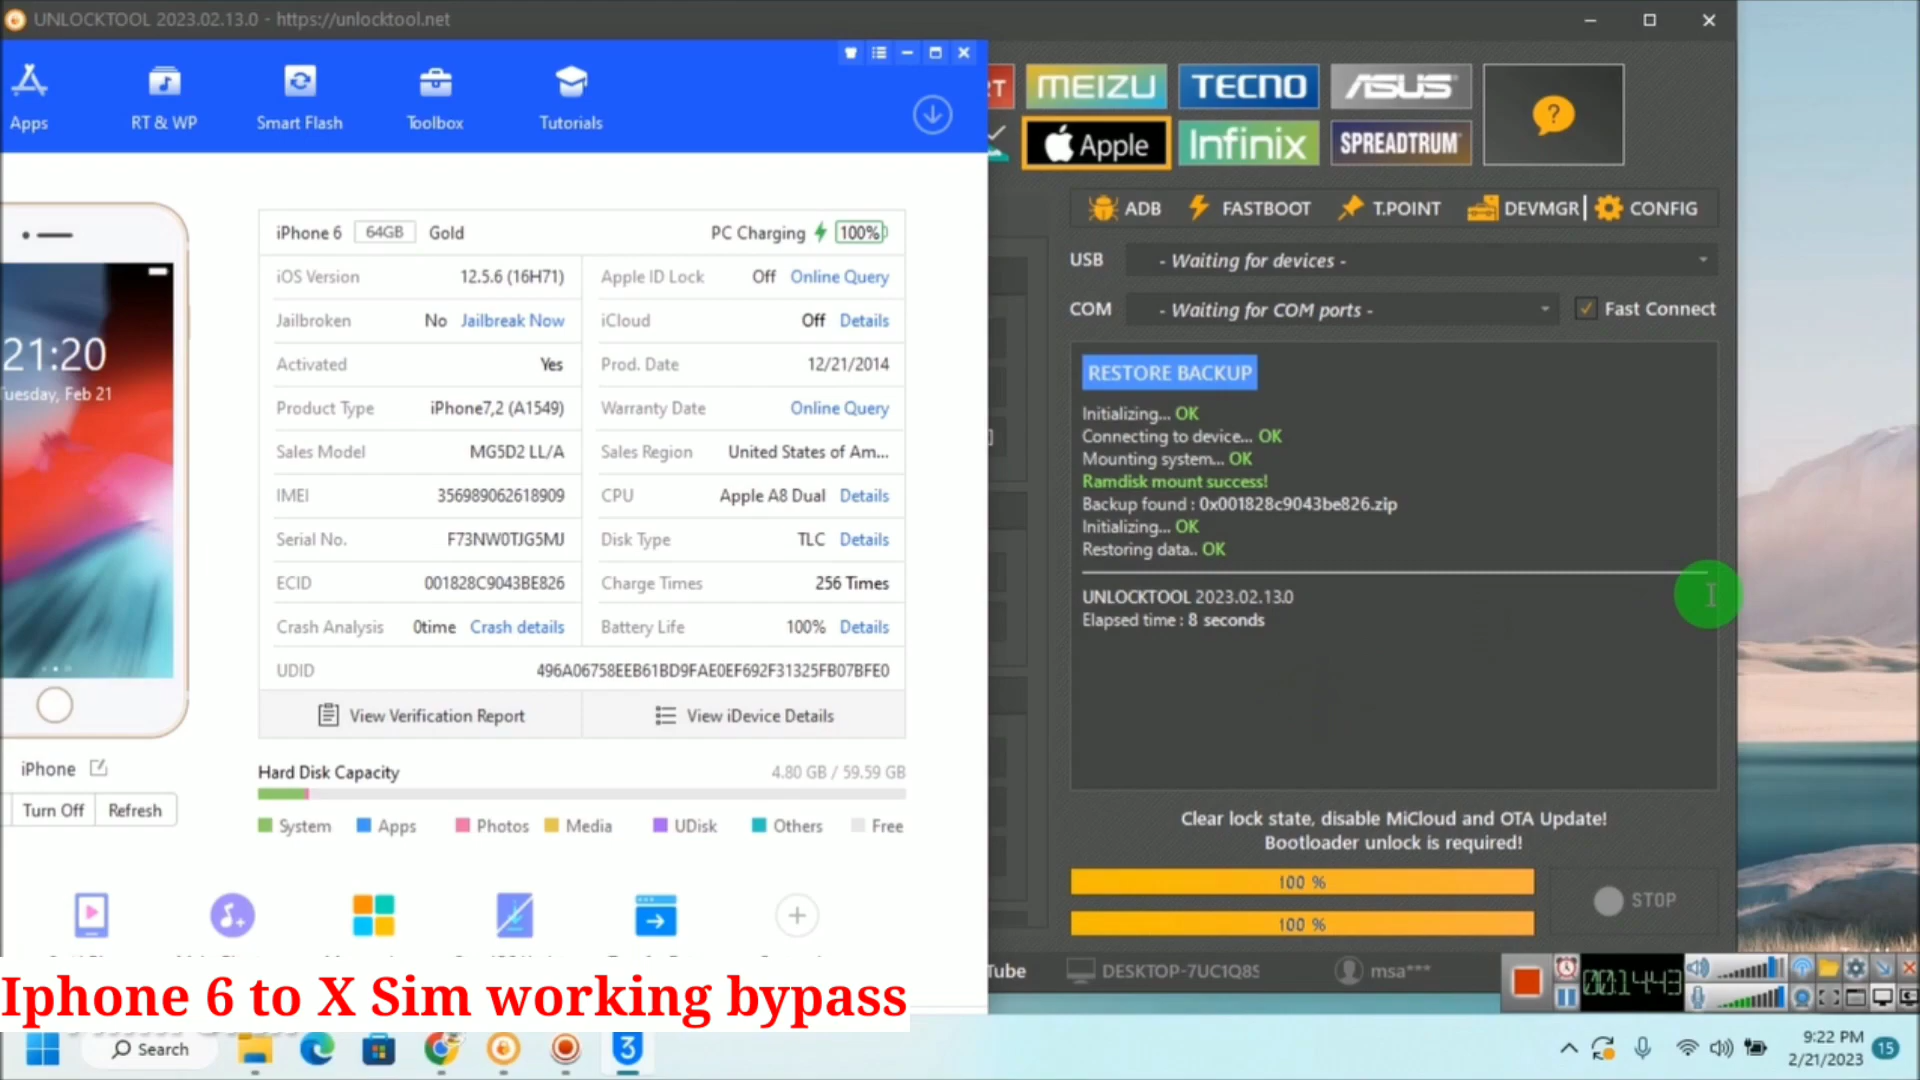 UNLOCKTOOL 2023.02.13.0 - https://unlocktool.net
Apps
RT & WP
Smart Flash
Toolbox
Tutorials
iPhone 6 64GB Gold
PC Charging 100%
iOS Version 12.5.6 (16H71)
Apple ID Lock Off Online Query
Jailbroken No Jailbreak Now
iCloud Off Details
Activated Yes
Prod. Date 12/21/2014
Product Type iPhone7,2 (A1549)
Warranty Date Online Query
Sales Model MG5D2 LL/A
Sales Region United States of Am...
IMEI 356989062618909
CPU Apple A8 Dual Details
Serial No. F73NW0TJG5MJ
Disk Type TLC Details
ECID 001828C9043BE826
Charge Times 256 Times
Crash Analysis 0time Crash details
Battery Life 100% Details
UDID 496A06758EEB61BD9FAE0EF692F31325FB07BFE0
View Verification Report
View iDevice Details
21:20
Tuesday, Feb 21
iPhone
Turn Off Refresh
Hard Disk Capacity 4.80 GB / 59.59 GB
System Apps Photos Media UDisk Others Free
MEIZU TECNO ASUS
Apple Infinix SPREADTRUM
?
ADB FASTBOOT T.POINT DEVMGR CONFIG
USB - Waiting for devices -
COM - Waiting for COM ports - Fast Connect
RESTORE BACKUP
Initializing... OK
Connecting to device... OK
Mounting system... OK
Ramdisk mount success!
Backup found : 0x001828c9043be826.zip
Initializing... OK
Restoring data.. OK
UNLOCKTOOL 2023.02.13.0
Elapsed time : 8 seconds
Clear lock state, disable MiCloud and OTA Update!
Bootloader unlock is required!
100 %
100 %
STOP
Tube DESKTOP-7UC1Q8S msa***
00:14:43
Iphone 6 to X Sim working bypass
Search
3
9:22 PM
2/21/2023
15